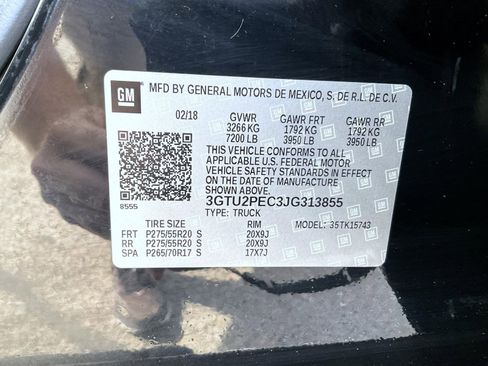 GM
MFD BY GENERAL MOTORS DE MEXICO, S. DE R.L. DE C.V.
02/18 GVWR GAWR FRT GAWR RR
3266 KG 1792 KG 1792 KG
7200 LB 3950 LB 3950 LB
THIS VEHICLE CONFORMS TO ALL
APPLICABLE U.S. FEDERAL MOTOR
VEHICLE SAFETY STANDARDS IN EFFECT
ON THE DATE OF MANUFACTURE SHOWN
ABOVE.
8555 3GTU2PEC3JG313855
TYPE: TRUCK
TIRE SIZE RIM MODEL: 35TK15743
FRT P275/55R20 S 20X9J
RR P275/55R20 S 20X9J
SPA P265/70R17 S 17X7J